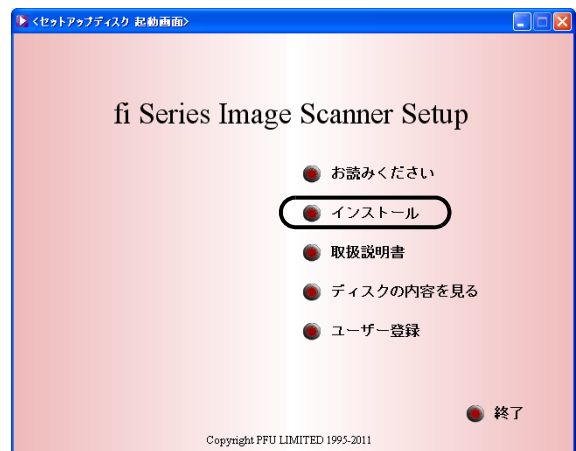 <セットアップディスク 起動画面>
fi Series Image Scanner Setup
お読みください
インストール
取扱説明書
ディスクの内容を見る
ユーザー登録
終了
Copyright PFU LIMITED 1995-2011